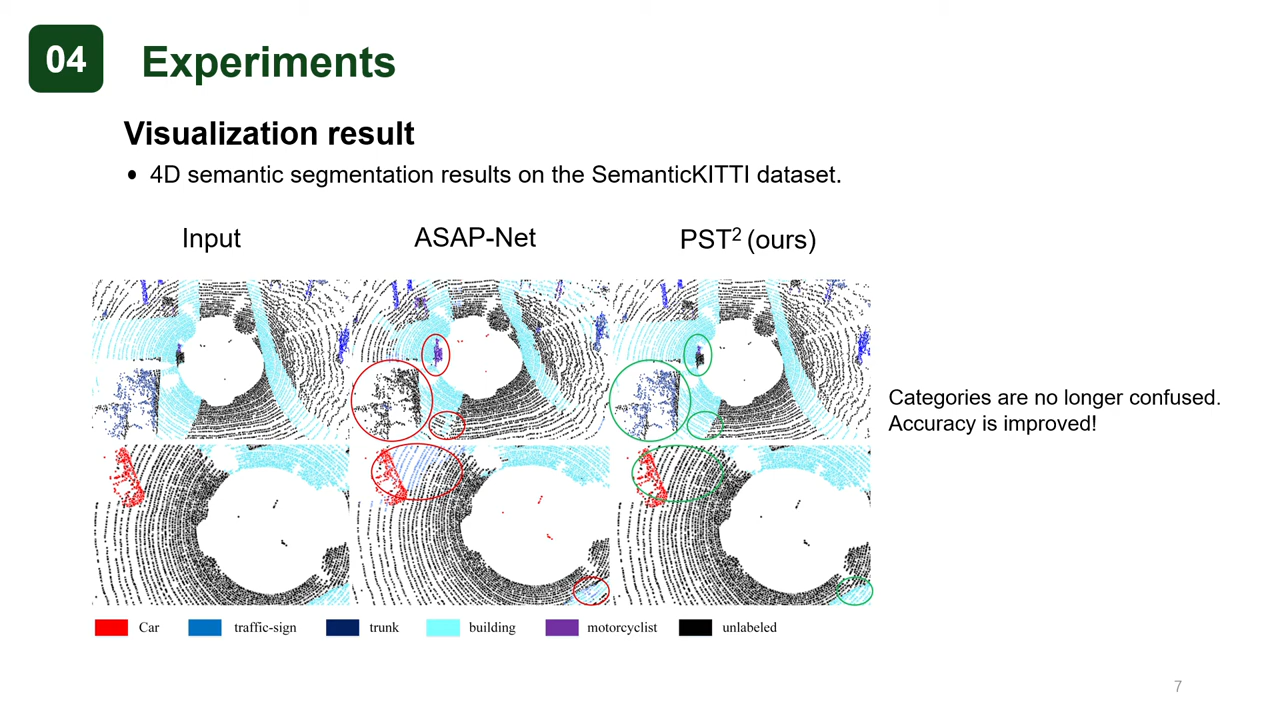 04
Experiments
Visualization result
• 4D semantic segmentation results on the SemanticKITTI dataset.
Input
ASAP-Net
PST² (ours)
Categories are no longer confused.
Accuracy is improved!
Car
traffic-sign
trunk
building
motorcyclist
unlabeled
7